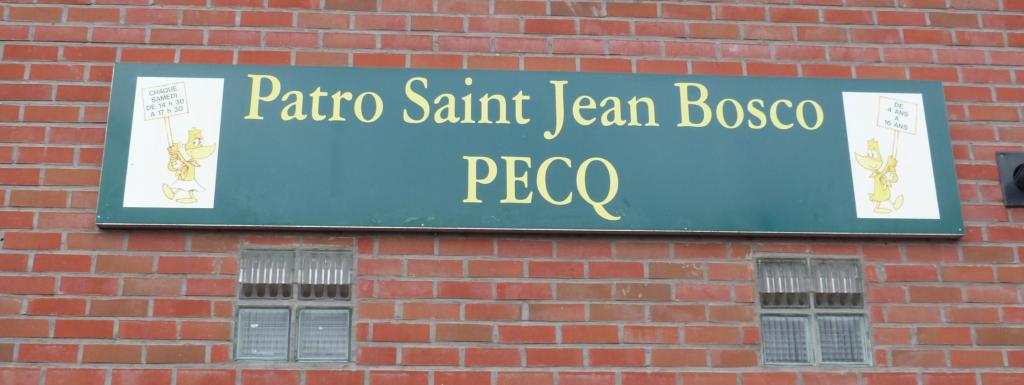 CHAQUE
SAMEDI
DE 14 h 30
A 17 h 30
Patro Saint Jean Bosco
PECQ
DE
4 ANS
A
16 ANS